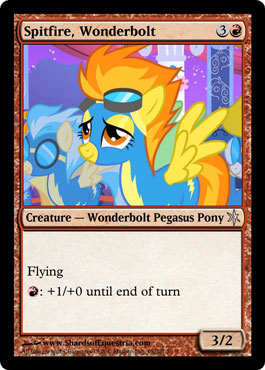 Spitfire, Wonderbolt 3
Creature — Wonderbolt Pegasus Pony
Flying
: +1/+0 until end of turn
www.ShardsofEquestria.com
3/2